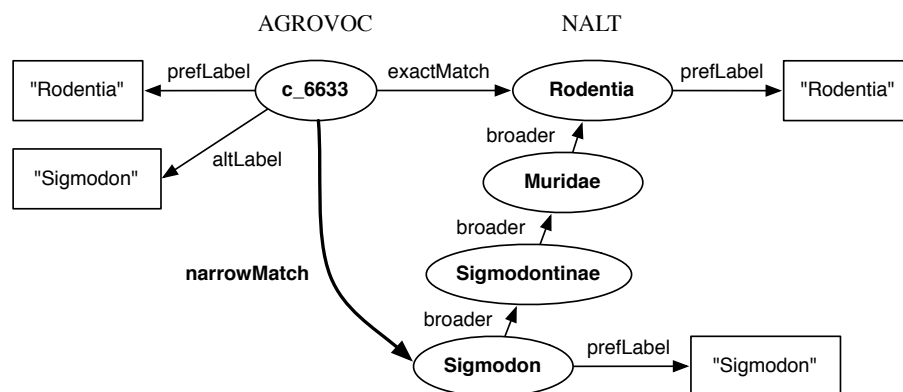 AGROVOC NALT
"Rodentia" prefLabel c_6633 exactMatch Rodentia prefLabel "Rodentia"
broader
altLabel
"Sigmodon"
Muridae
broader
narrowMatch
Sigmodontinae
broader
Sigmodon prefLabel "Sigmodon"